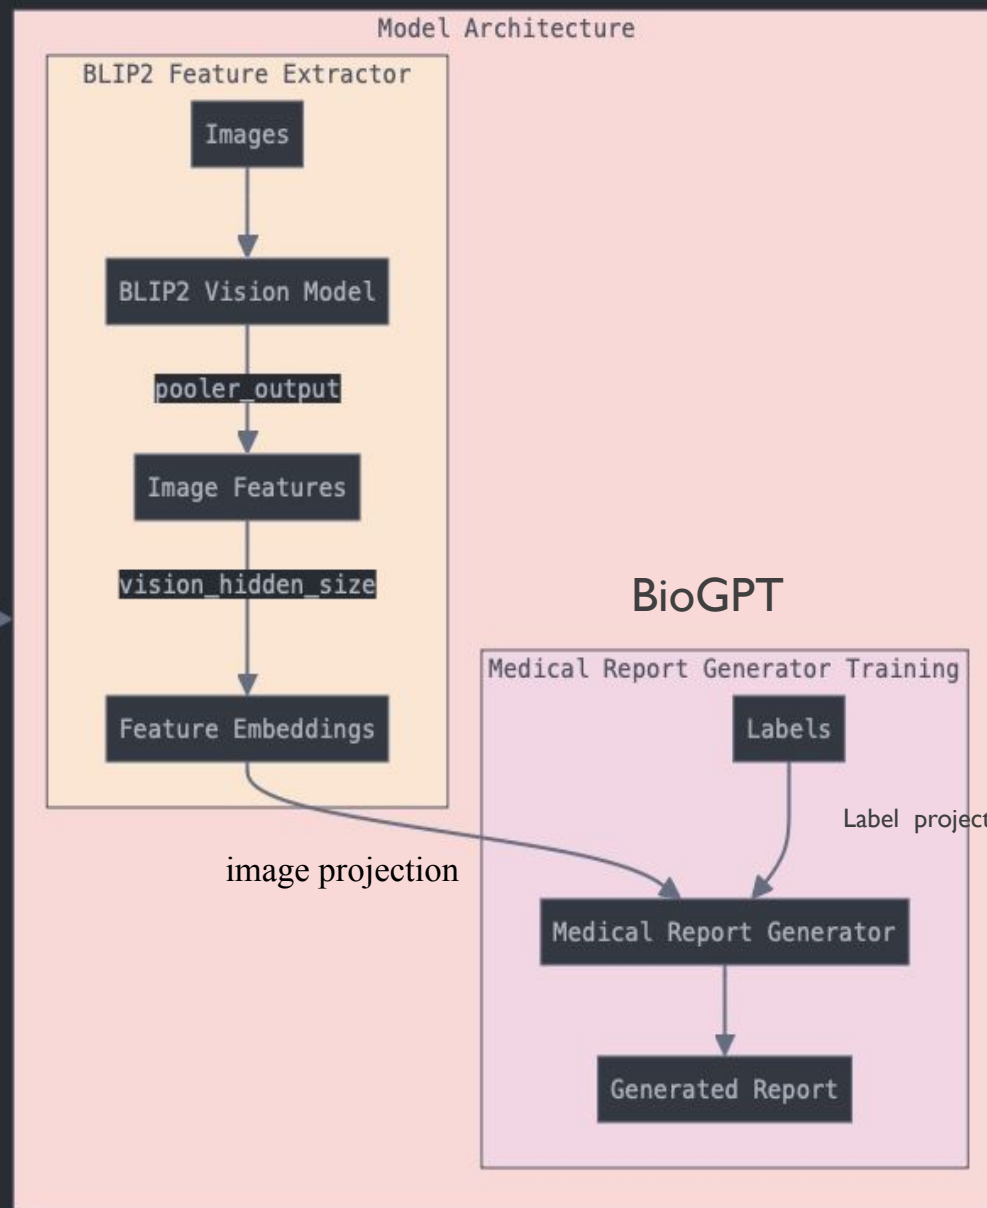 Model Architecture
BLIP2 Feature Extractor
Images
BLIP2 Vision Model
pooler_output
Image Features
vision_hidden_size
Feature Embeddings
image projection
BioGPT
Medical Report Generator Training
Labels
Label project
Medical Report Generator
Generated Report